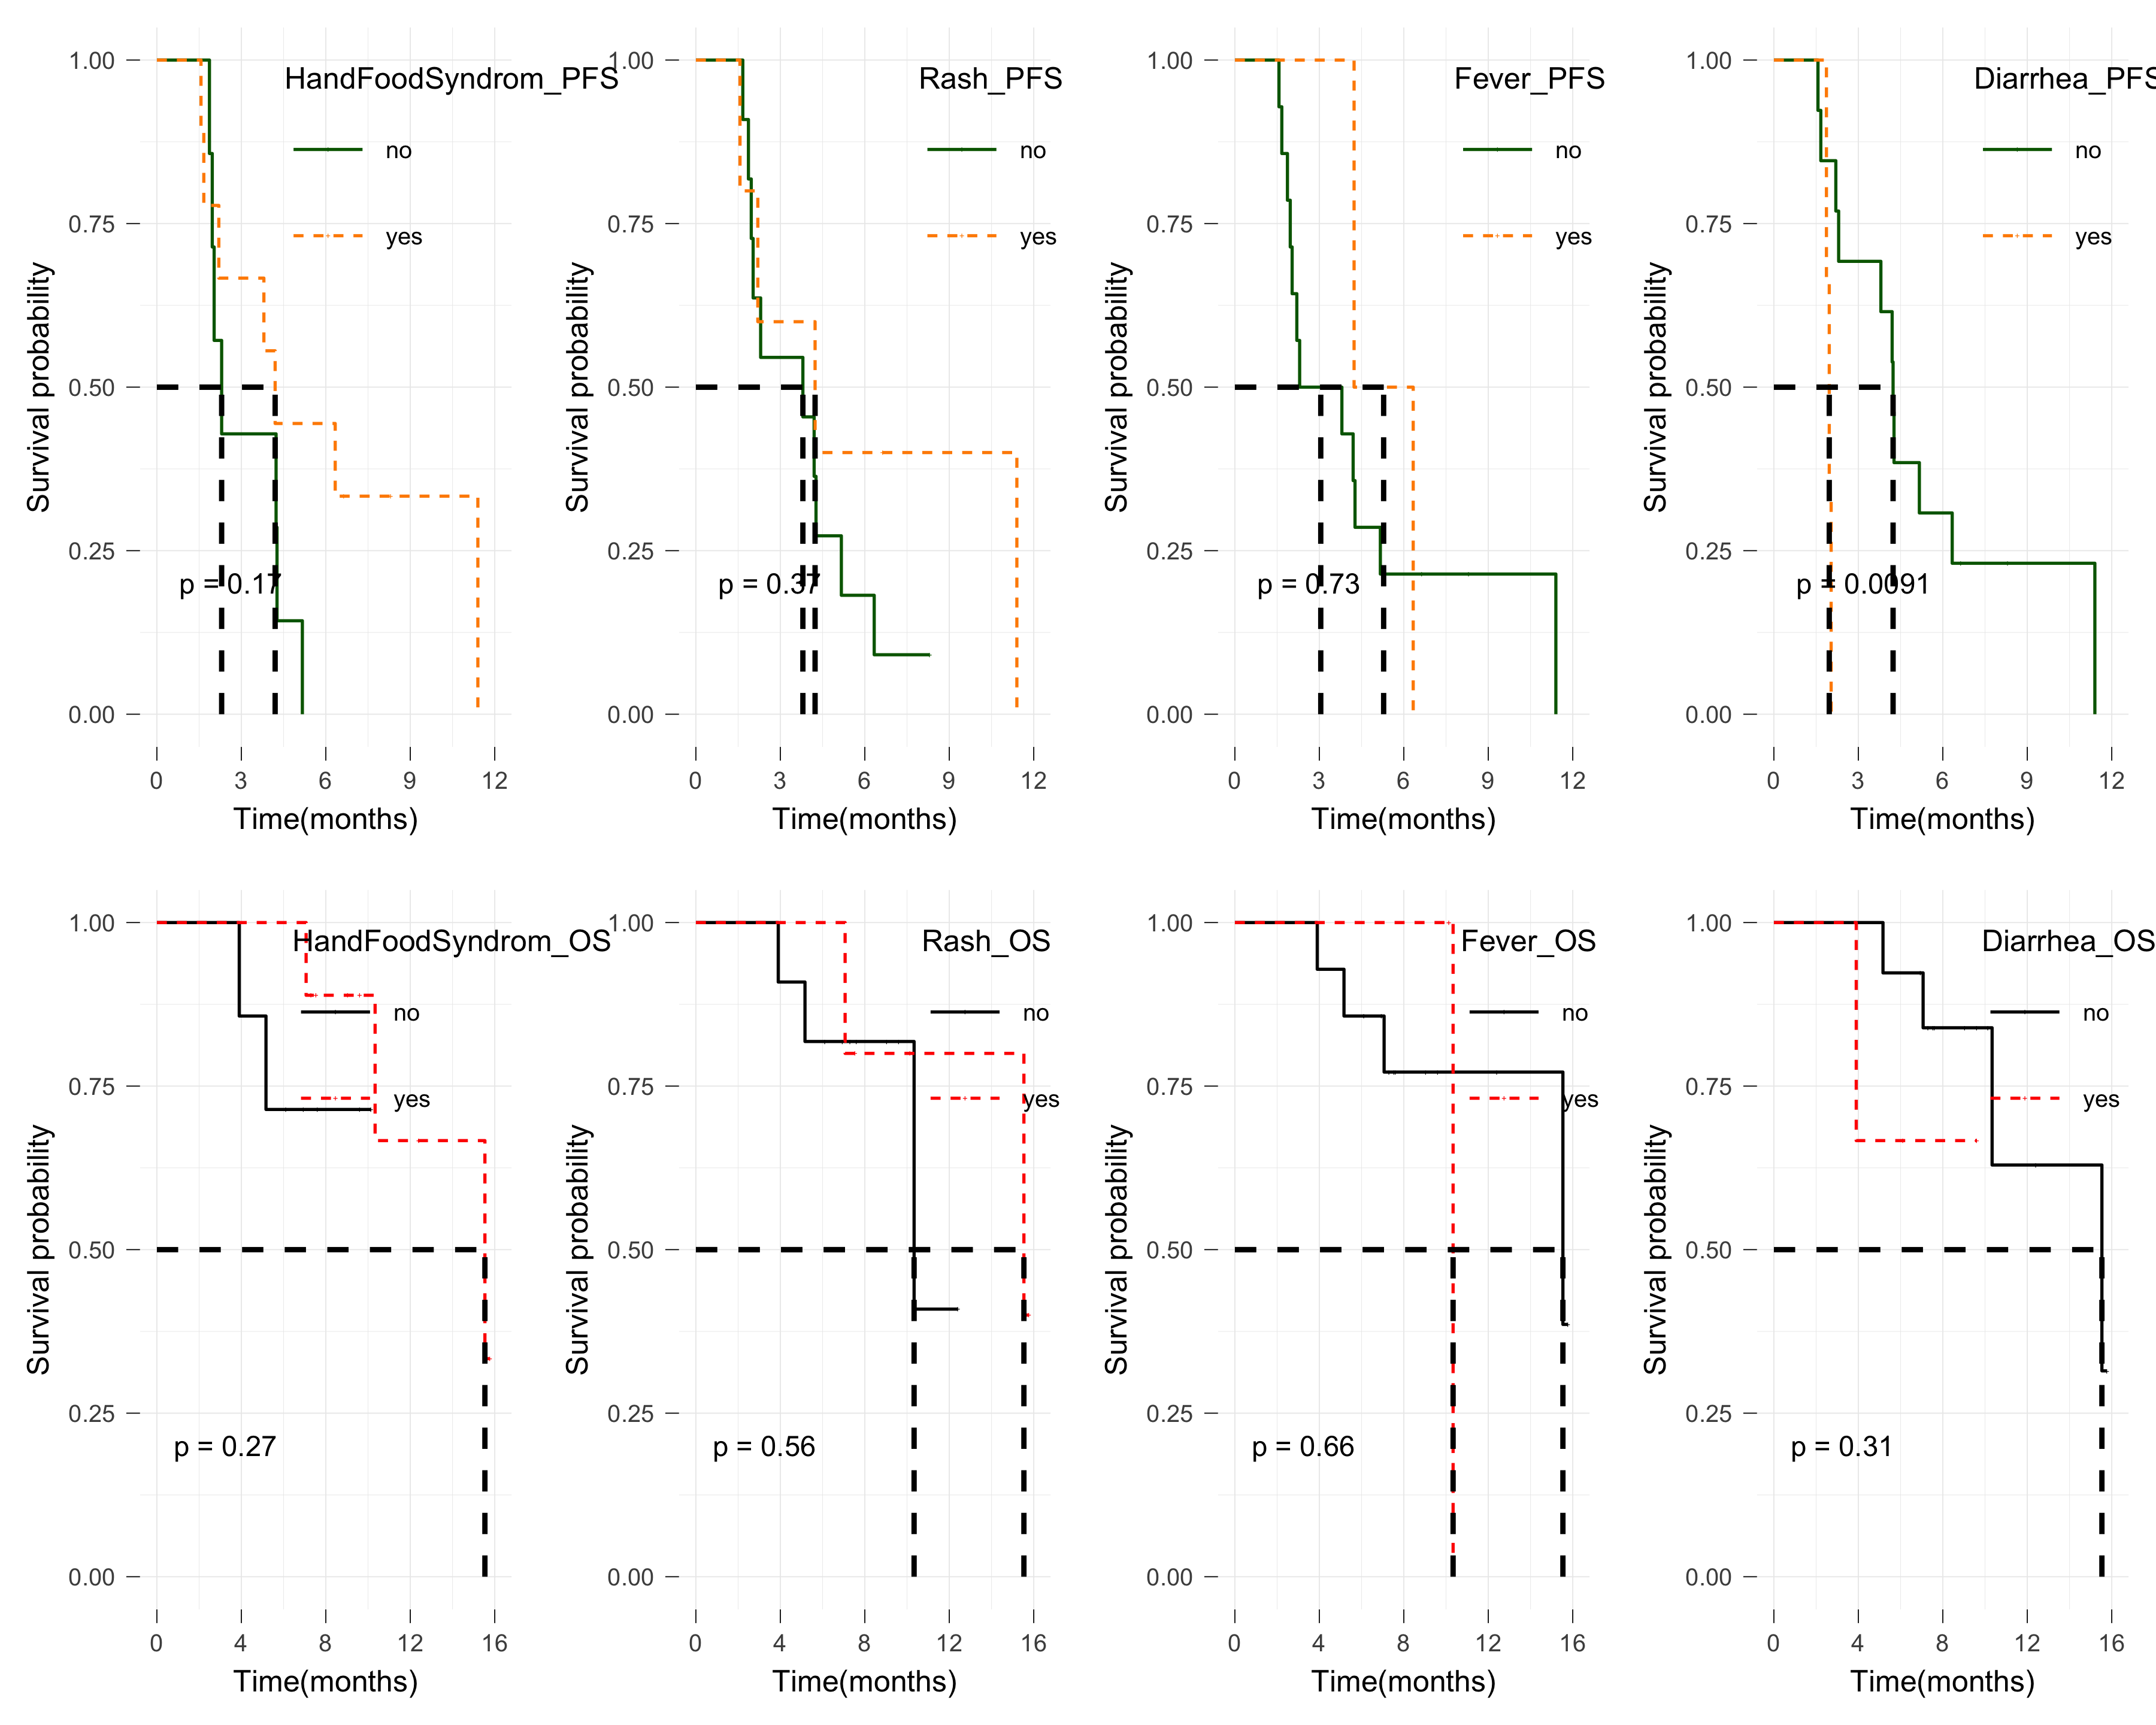 HandFoodSyndrom_PFS
no
yes
p = 0.17
Survival probability
1.00
0.75
0.50
0.25
0.00
0 3 6 9 12
Time(months)
Rash_PFS
no
yes
p = 0.37
Survival probability
1.00
0.75
0.50
0.25
0.00
0 3 6 9 12
Time(months)
Fever_PFS
no
yes
p = 0.73
Survival probability
1.00
0.75
0.50
0.25
0.00
0 3 6 9 12
Time(months)
Diarrhea_PFS
no
yes
p = 0.0091
Survival probability
1.00
0.75
0.50
0.25
0.00
0 3 6 9 12
Time(months)
HandFoodSyndrom_OS
no
yes
p = 0.27
Survival probability
1.00
0.75
0.50
0.25
0.00
0 4 8 12 16
Time(months)
Rash_OS
no
yes
p = 0.56
Survival probability
1.00
0.75
0.50
0.25
0.00
0 4 8 12 16
Time(months)
Fever_OS
no
yes
p = 0.66
Survival probability
1.00
0.75
0.50
0.25
0.00
0 4 8 12 16
Time(months)
Diarrhea_OS
no
yes
p = 0.31
Survival probability
1.00
0.75
0.50
0.25
0.00
0 4 8 12 16
Time(months)